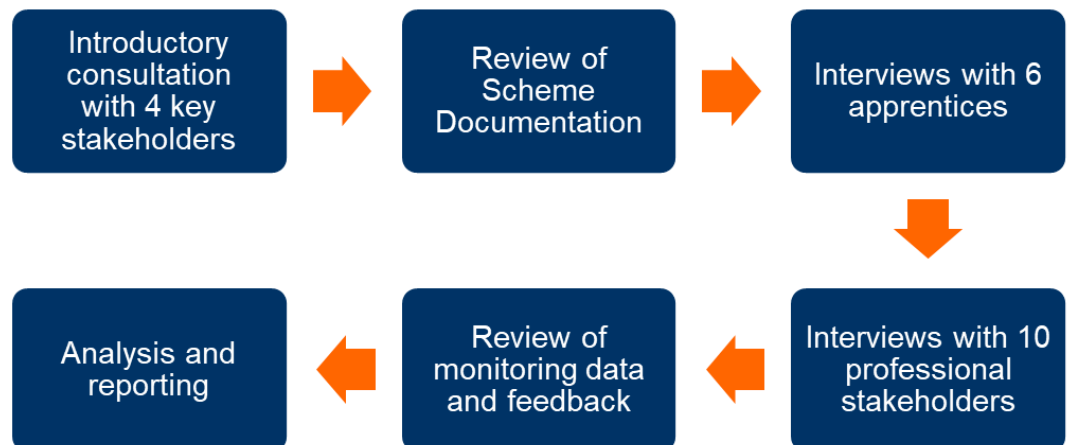 Introductory
consultation
with 4 key
stakeholders
Review of
Scheme
Documentation
Interviews with 6
apprentices
Interviews with 10
professional
stakeholders
Review of
monitoring data
and feedback
Analysis and
reporting